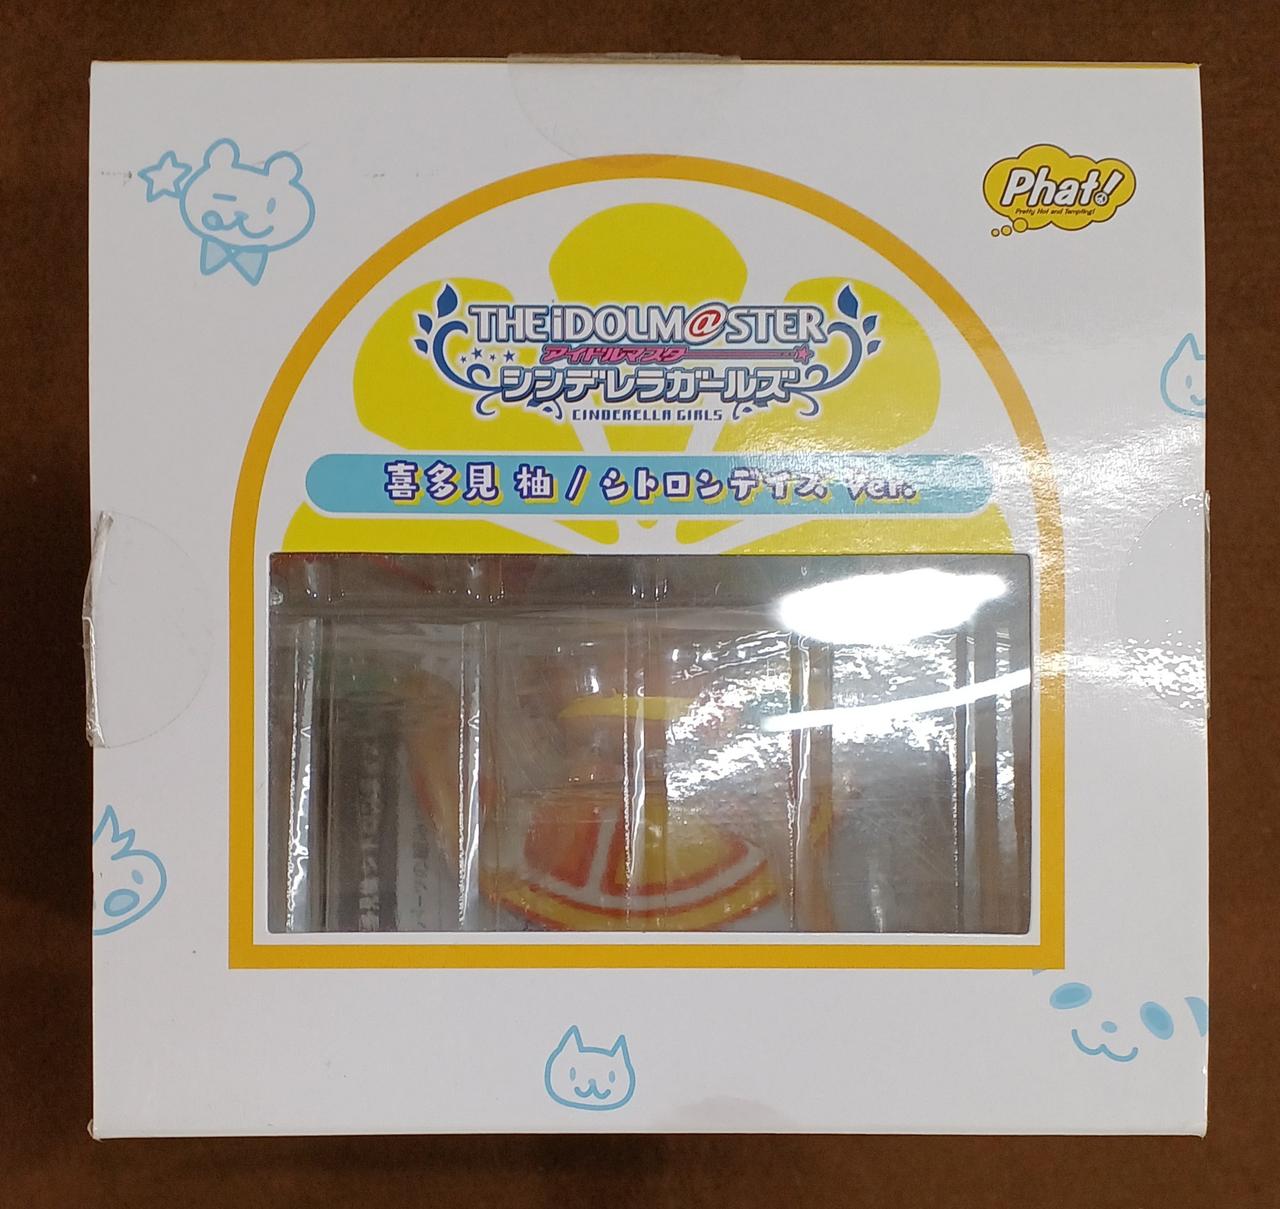 Phat!
Pretty Hot and Tempting!
THE iDOLM@STER
アイドルマスター
シンデレラガールズ
CINDERELLA GIRLS
喜多見 柚 / シトロンデイズ Ver.